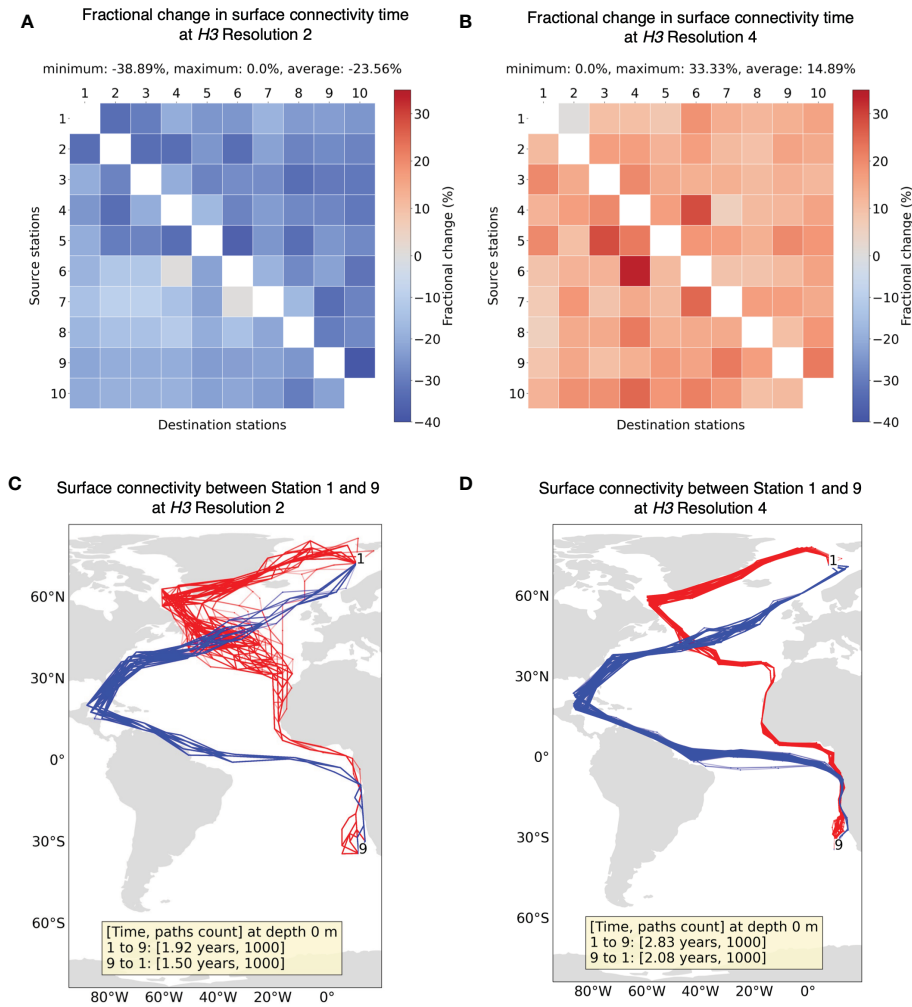 A
Fractional change in surface connectivity time
at H3 Resolution 2
minimum: -38.89%, maximum: 0.0%, average: -23.56%
1 2 3 4 5 6 7 8 9 10
1
2
3
4
5
6
7
8
9
10
Source stations
Destination stations
30
20
10
0
−10
−20
−30
−40
Fractional change (%)
B
Fractional change in surface connectivity time
at H3 Resolution 4
minimum: 0.0%, maximum: 33.33%, average: 14.89%
1 2 3 4 5 6 7 8 9 10
1
2
3
4
5
6
7
8
9
10
Source stations
Destination stations
30
20
10
0
−10
−20
−30
−40
Fractional change (%)
C
Surface connectivity between Station 1 and 9
at H3 Resolution 2
1
9
60°N
30°N
0°
30°S
60°S
[Time, paths count] at depth 0 m
1 to 9: [1.92 years, 1000]
9 to 1: [1.50 years, 1000]
80°W 60°W 40°W 20°W 0°
D
Surface connectivity between Station 1 and 9
at H3 Resolution 4
1
9
60°N
30°N
0°
30°S
60°S
[Time, paths count] at depth 0 m
1 to 9: [2.83 years, 1000]
9 to 1: [2.08 years, 1000]
80°W 60°W 40°W 20°W 0°